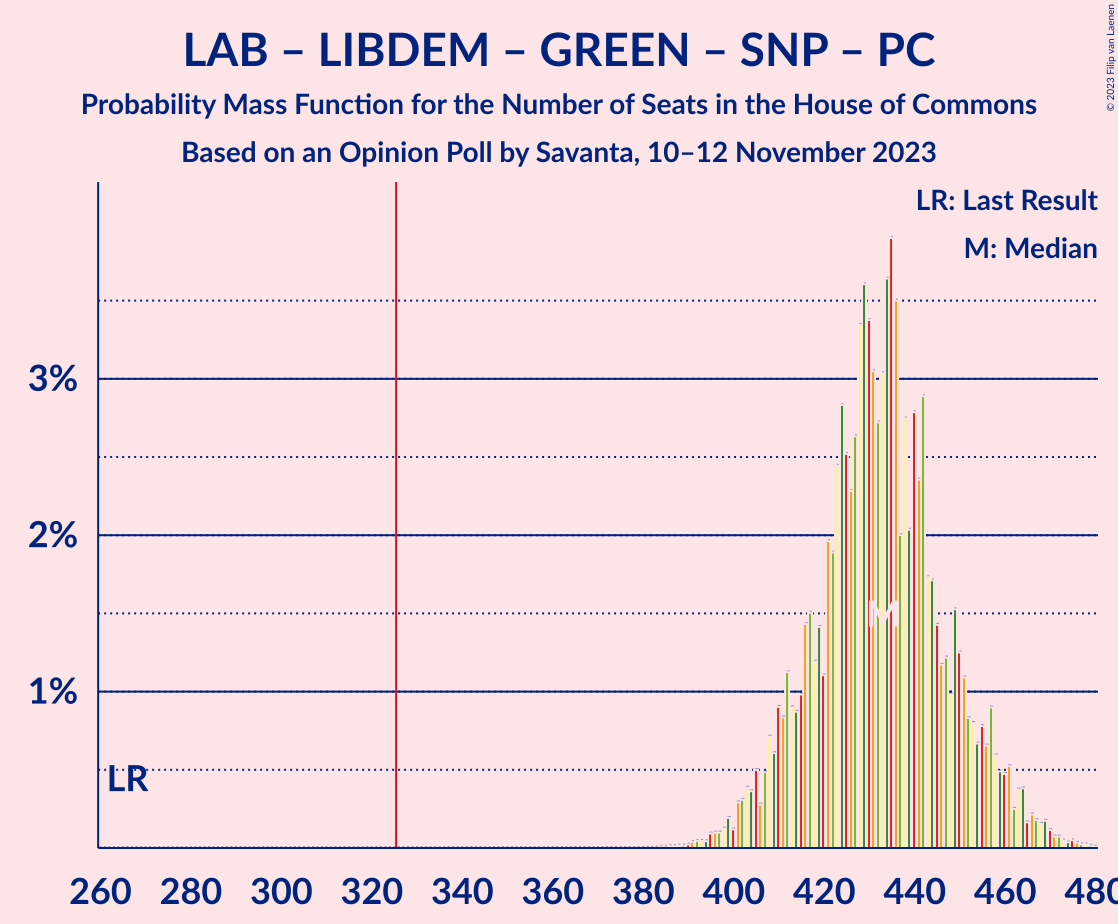 LAB – LIBDEM – GREEN – SNP – PC
Probability Mass Function for the Number of Seats in the House of Commons
Based on an Opinion Poll by Savanta, 10–12 November 2023
© 2023 Filip van Laenen
LR: Last Result
M: Median
3%
2%
1%
M
LR
260 280 300 320 340 360 380 400 420 440 460 480